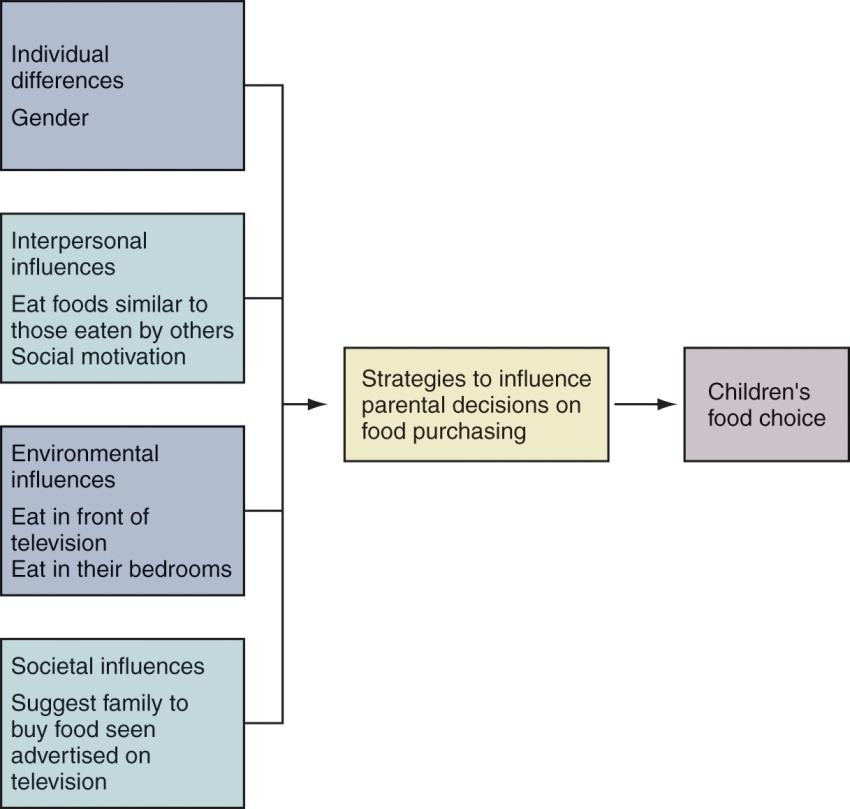 Individual
differences
Gender
Interpersonal
influences
Eat foods similar to
those eaten by others
Social motivation
Environmental
influences
Eat in front of
television
Eat in their bedrooms
Societal influences
Suggest family to
buy food seen
advertised on
television
Strategies to influence
parental decisions on
food purchasing
Children's
food choice